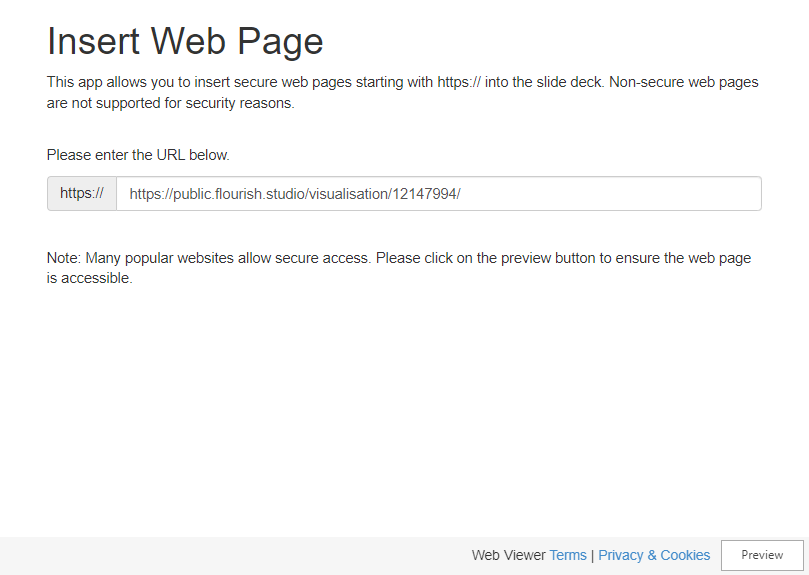 Insert Web Page
This app allows you to insert secure web pages starting with https:// into the slide deck. Non-secure web pages
are not supported for security reasons.
Please enter the URL below.
https:// https://public.flourish.studio/visualisation/12147994/
Note: Many popular websites allow secure access. Please click on the preview button to ensure the web page
is accessible.
Web Viewer Terms | Privacy & Cookies Preview